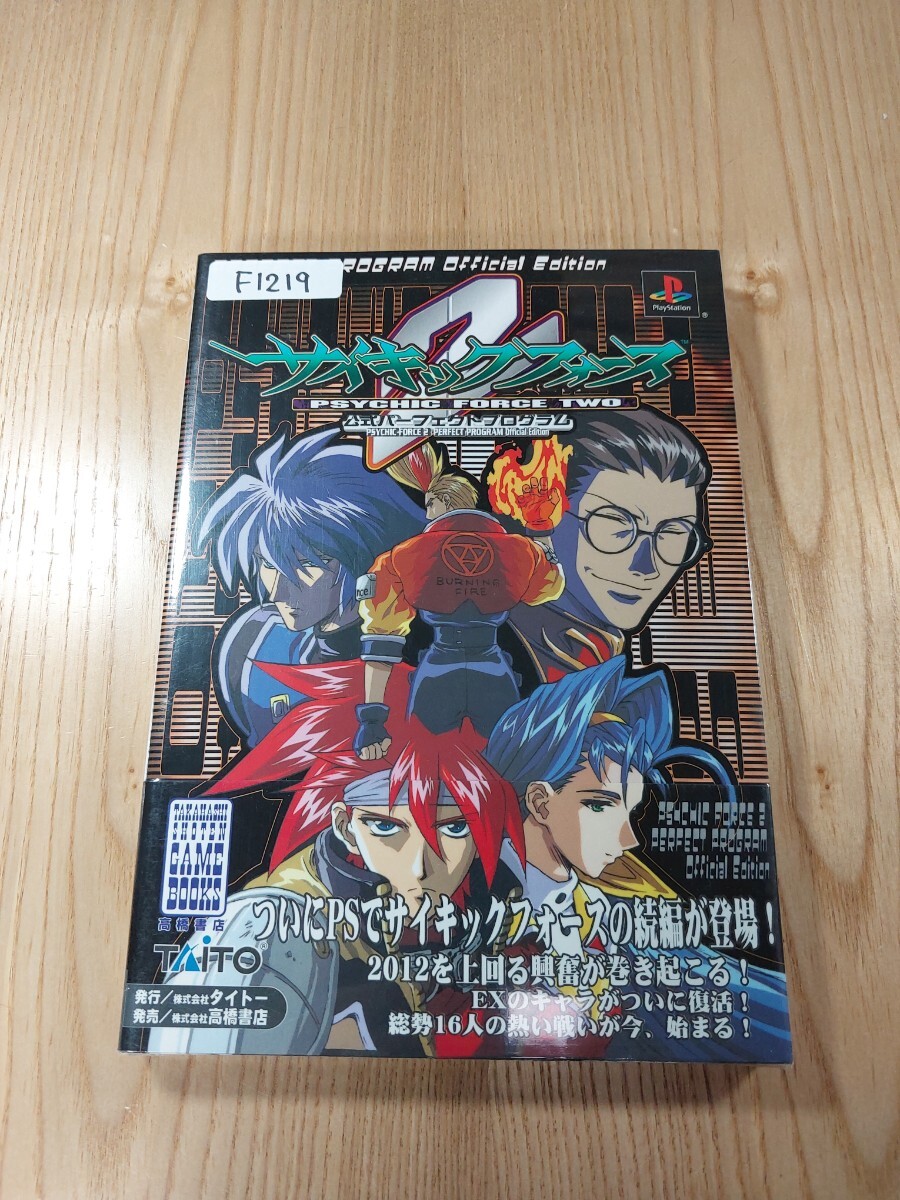 F1219
PROGRAM Official Edition
PlayStation
®
2
サイキックフォース
TM
PSYCHIC FORCE TWO
公式パーフェクトプログラム
PSYCHIC FORCE 2 PERFECT PROGRAM Official Edition
BURNING
FIRE
noel
TAKAHASHI
SHOTEN
GAME
BOOKS
高橋書店
TAITO®
発行/株式会社タイトー
発売/株式会社高橋書店
PSYCHIC FORCE 2
PERFECT PROGRAM
Official Edition
ついにPSでサイキックフォースの続編が登場!
2012を上回る興奮が巻き起こる!
EXのキャラがついに復活!
総勢16人の熱い戦いが今、始まる!